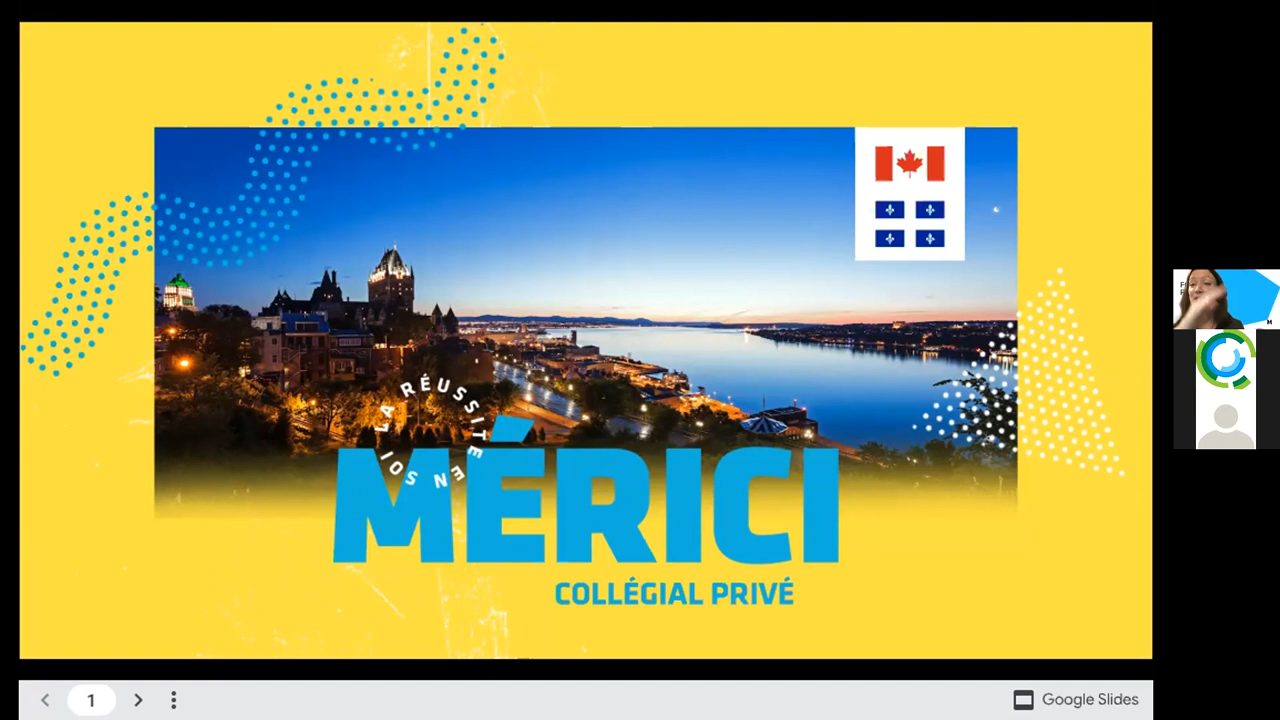 LA RÉUSSITE EN SOI
MÉRICI
COLLÉGIAL PRIVÉ
1
Google Slides
M